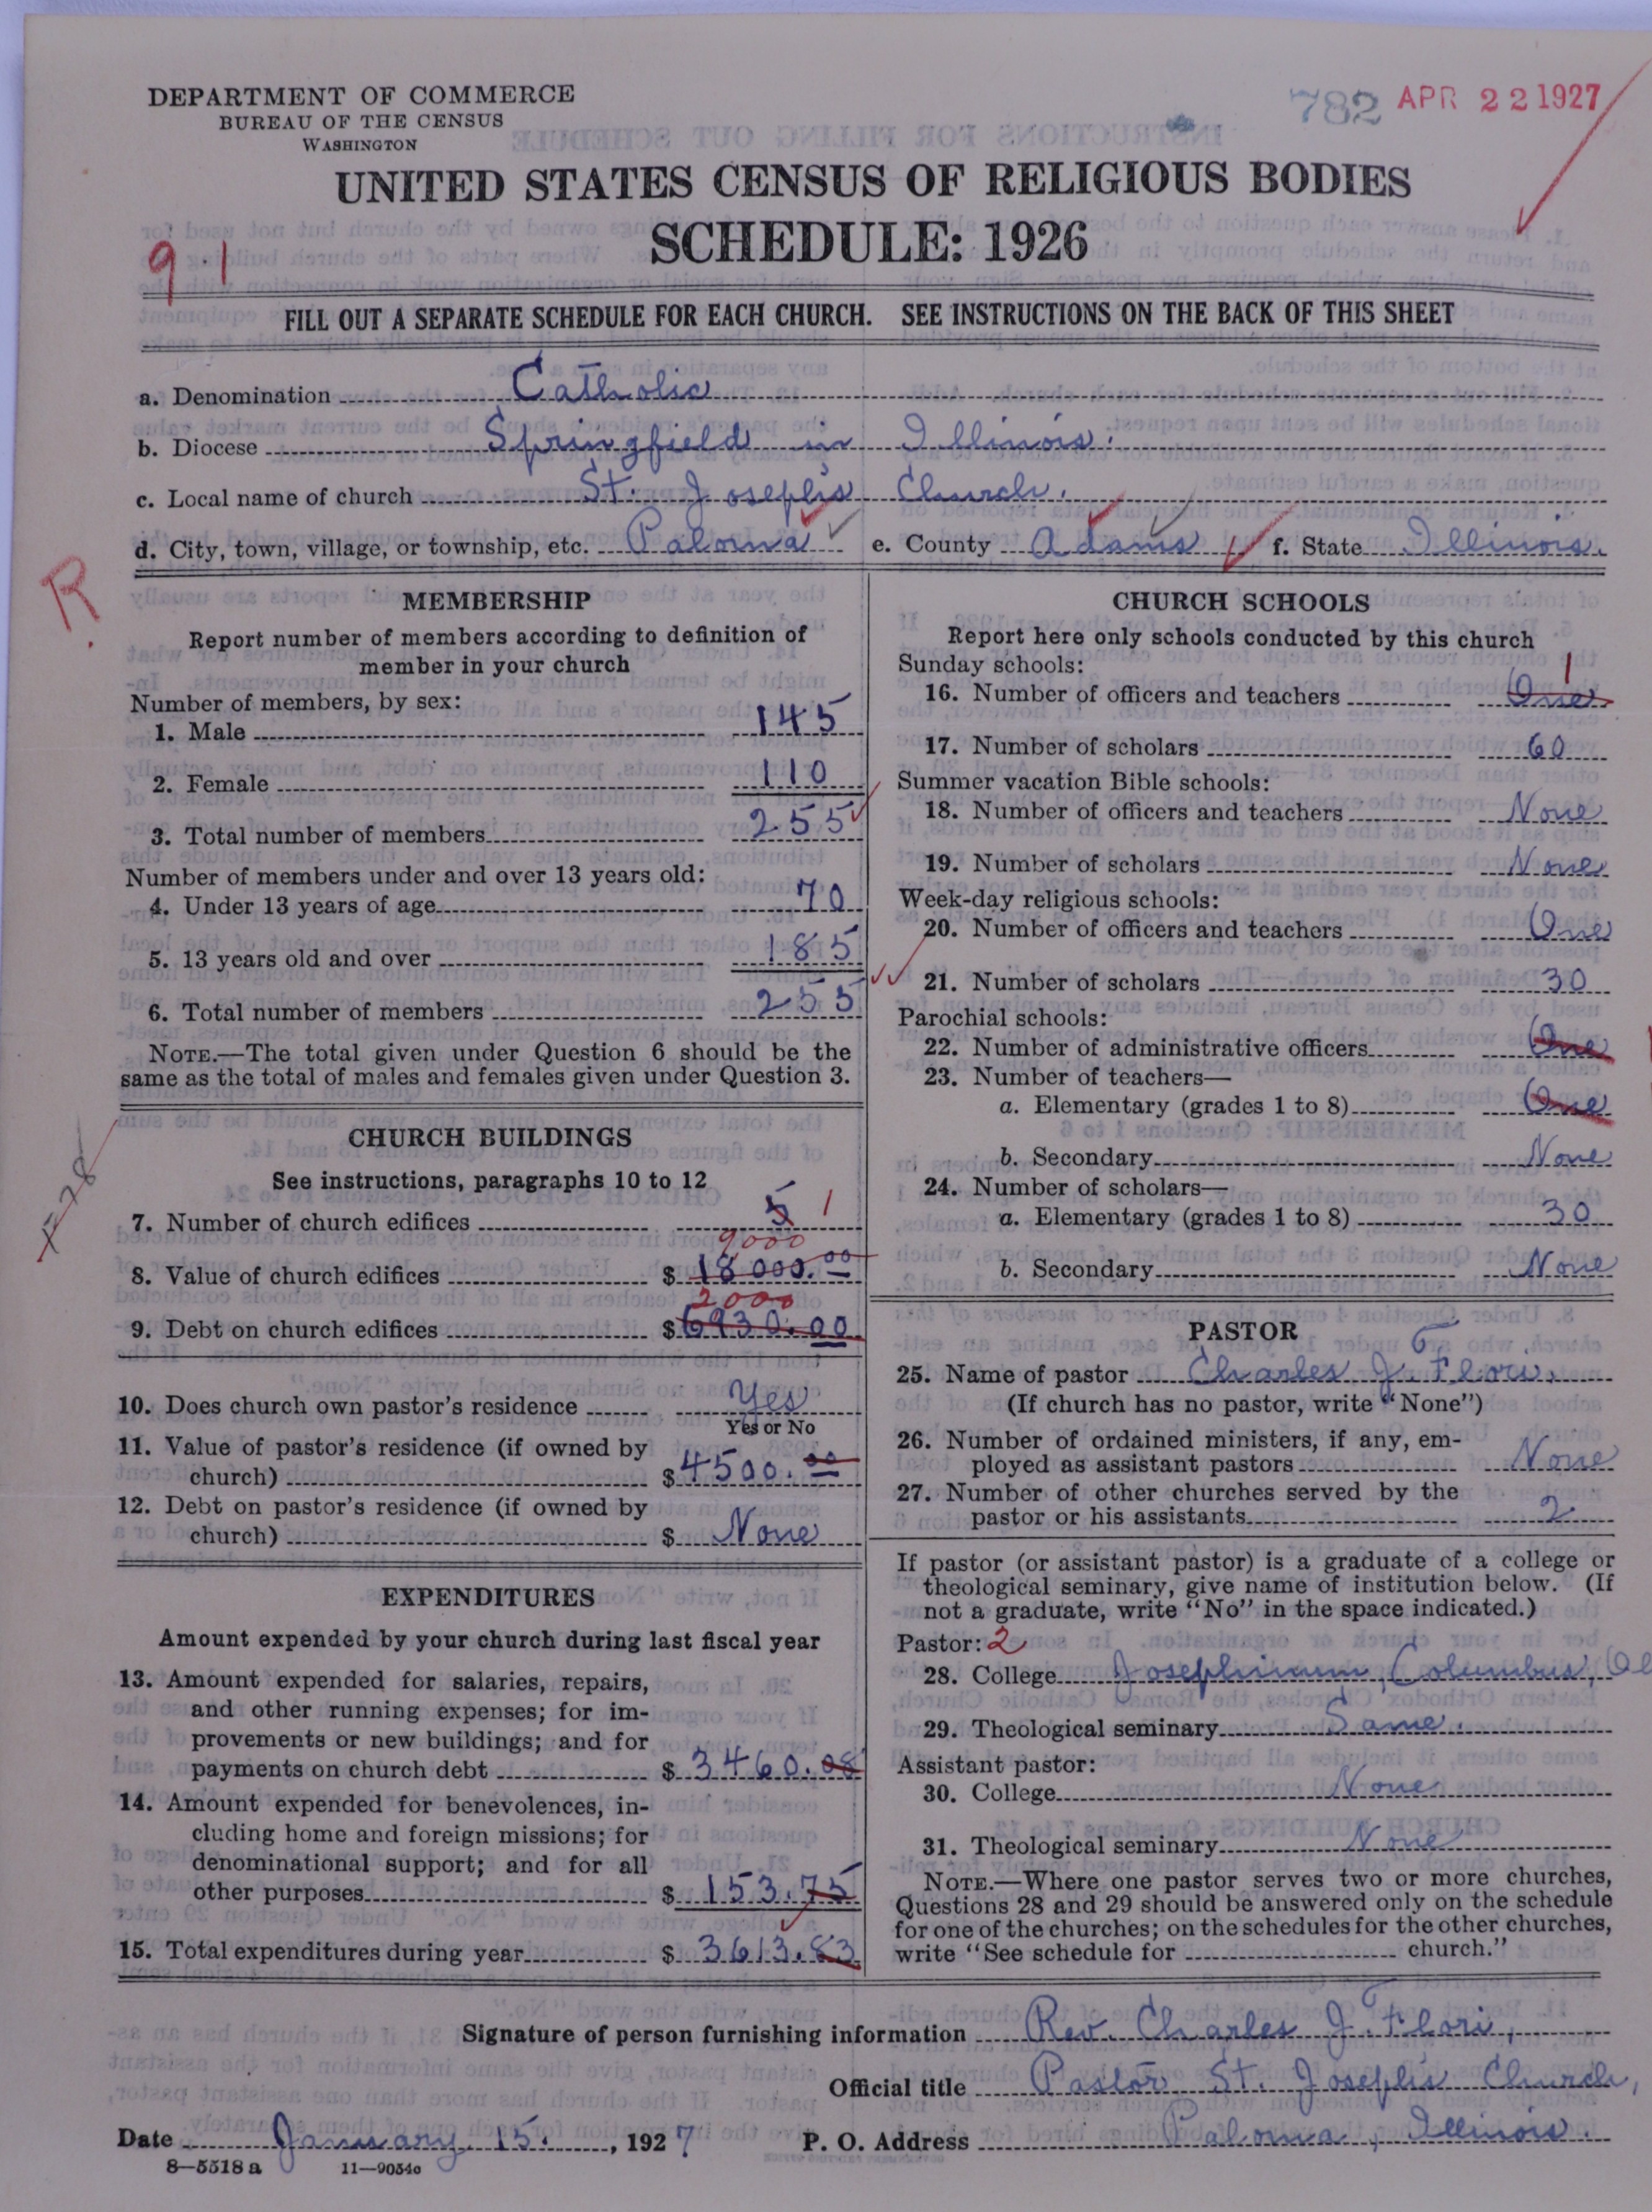 DEPARTMENT OF COMMERCE
BUREAU OF THE CENSUS
WASHINGTON
782 APR 22 1927
UNITED STATES CENSUS OF RELIGIOUS BODIES
SCHEDULE: 1926
91
FILL OUT A SEPARATE SCHEDULE FOR EACH CHURCH. SEE INSTRUCTIONS ON THE BACK OF THIS SHEET
a. Denomination Catholic
b. Diocese Springfield in Illinois.
c. Local name of church St. Joseph's Church.
d. City, town, village, or township, etc. Paloma e. County Adams f. State Illinois.
R
MEMBERSHIP
Report number of members according to definition of
member in your church
Number of members, by sex:
1. Male 145
2. Female 110
3. Total number of members 255
Number of members under and over 13 years old:
4. Under 13 years of age 70
5. 13 years old and over 185
6. Total number of members 255
NOTE.—The total given under Question 6 should be the
same as the total of males and females given under Question 3.
CHURCH BUILDINGS
See instructions, paragraphs 10 to 12
7. Number of church edifices 5 1
9000
8. Value of church edifices $ 18000.00
2000
9. Debt on church edifices $ 6930.00
10. Does church own pastor's residence Yes
Yes or No
11. Value of pastor's residence (if owned by
church) $ 4500.00
12. Debt on pastor's residence (if owned by
church) $ None
EXPENDITURES
Amount expended by your church during last fiscal year
13. Amount expended for salaries, repairs,
and other running expenses; for im-
provements or new buildings; and for
payments on church debt $ 3460.08
14. Amount expended for benevolences, in-
cluding home and foreign missions; for
denominational support; and for all
other purposes $ 153.75
15. Total expenditures during year $ 3613.83
CHURCH SCHOOLS
Report here only schools conducted by this church
Sunday schools:
1
16. Number of officers and teachers One
17. Number of scholars 60
Summer vacation Bible schools:
18. Number of officers and teachers None
19. Number of scholars None
Week-day religious schools:
20. Number of officers and teachers One
21. Number of scholars 30
Parochial schools:
22. Number of administrative officers One
23. Number of teachers—
a. Elementary (grades 1 to 8) One
b. Secondary None
24. Number of scholars—
a. Elementary (grades 1 to 8) 30
b. Secondary None
PASTOR
25. Name of pastor Charles J. Flori.
(If church has no pastor, write "None")
26. Number of ordained ministers, if any, em-
ployed as assistant pastors None
27. Number of other churches served by the
pastor or his assistants 2
If pastor (or assistant pastor) is a graduate of a college or
theological seminary, give name of institution below. (If
not a graduate, write "No" in the space indicated.)
Pastor: 2
28. College Josephinum, Columbus,
29. Theological seminary Same.
Assistant pastor:
30. College None
31. Theological seminary None
NOTE.—Where one pastor serves two or more churches,
Questions 28 and 29 should be answered only on the schedule
for one of the churches; on the schedules for the other churches,
write "See schedule for church."
Signature of person furnishing information Rev. Charles J. Flori,
Official title Pastor St. Joseph's Church,
Date January 15. , 1927 P. O. Address Paloma, Illinois.
8—5518 a 11—9054c